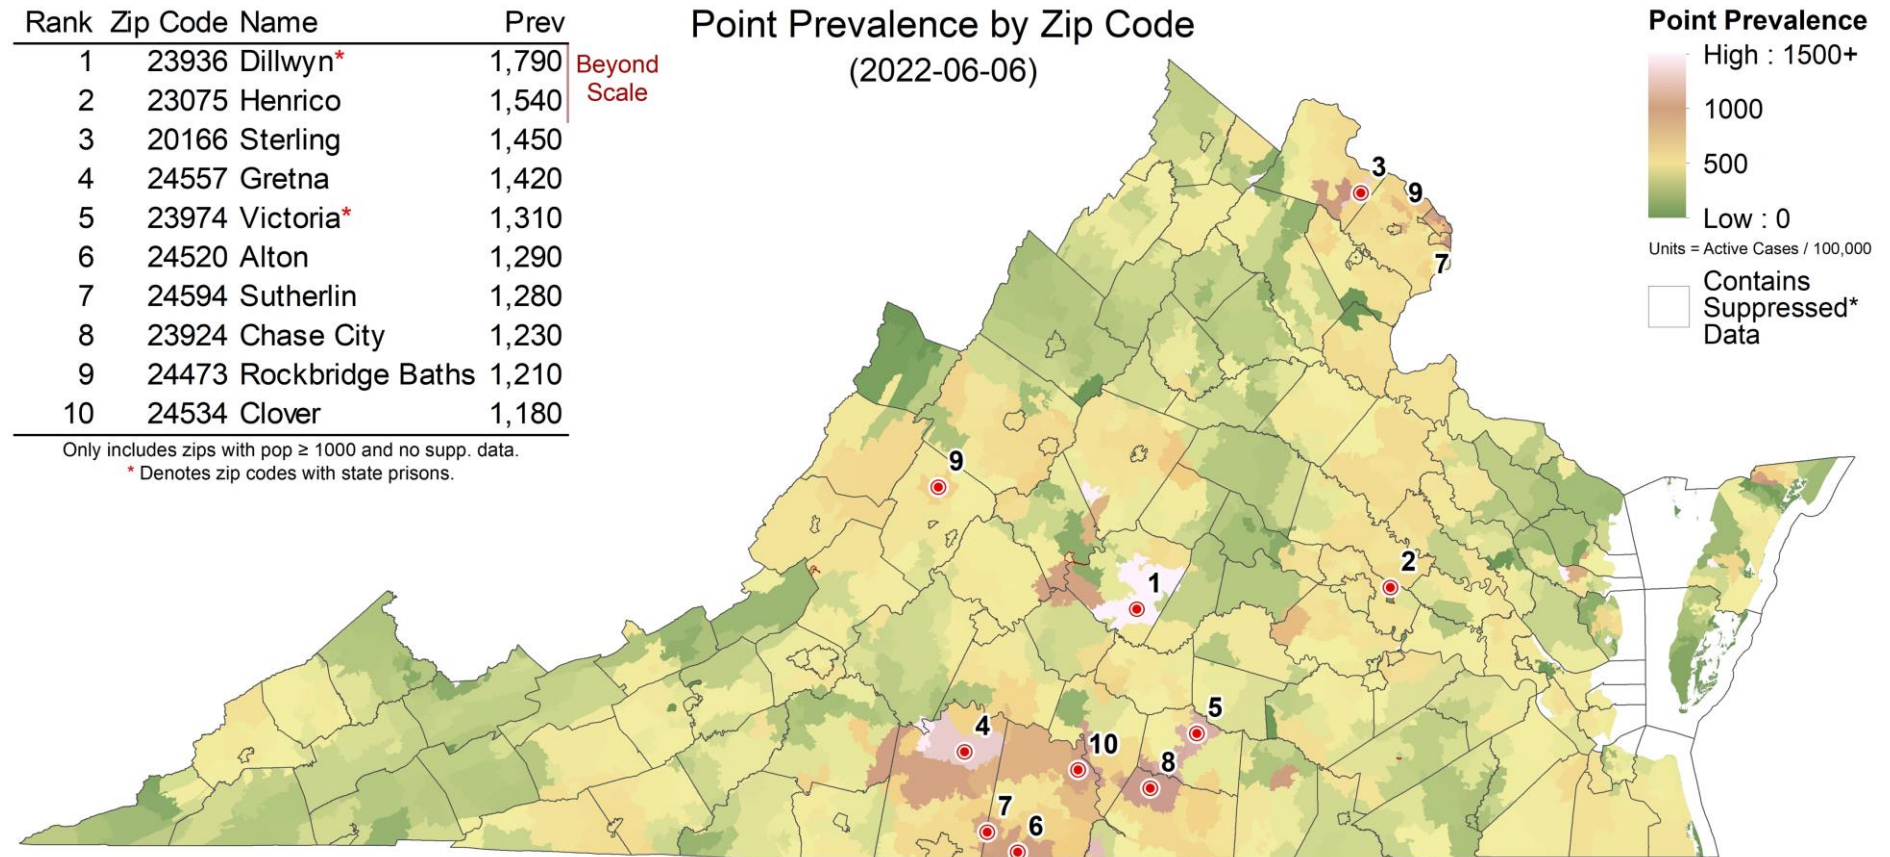 Point Prevalence by Zip Code
(2022-06-06)
Rank Zip Code Name Prev
1 23936 Dillwyn* 1,790
2 23075 Henrico 1,540
3 20166 Sterling 1,450
4 24557 Gretna 1,420
5 23974 Victoria* 1,310
6 24520 Alton 1,290
7 24594 Sutherlin 1,280
8 23924 Chase City 1,230
9 24473 Rockbridge Baths 1,210
10 24534 Clover 1,180
Beyond
Scale
Only includes zips with pop ≥ 1000 and no supp. data.
* Denotes zip codes with state prisons.
Point Prevalence
High : 1500+
1000
500
Low : 0
Units = Active Cases / 100,000
Contains
Suppressed*
Data
3
9
7
9
2
1
5
4
10
8
7
6